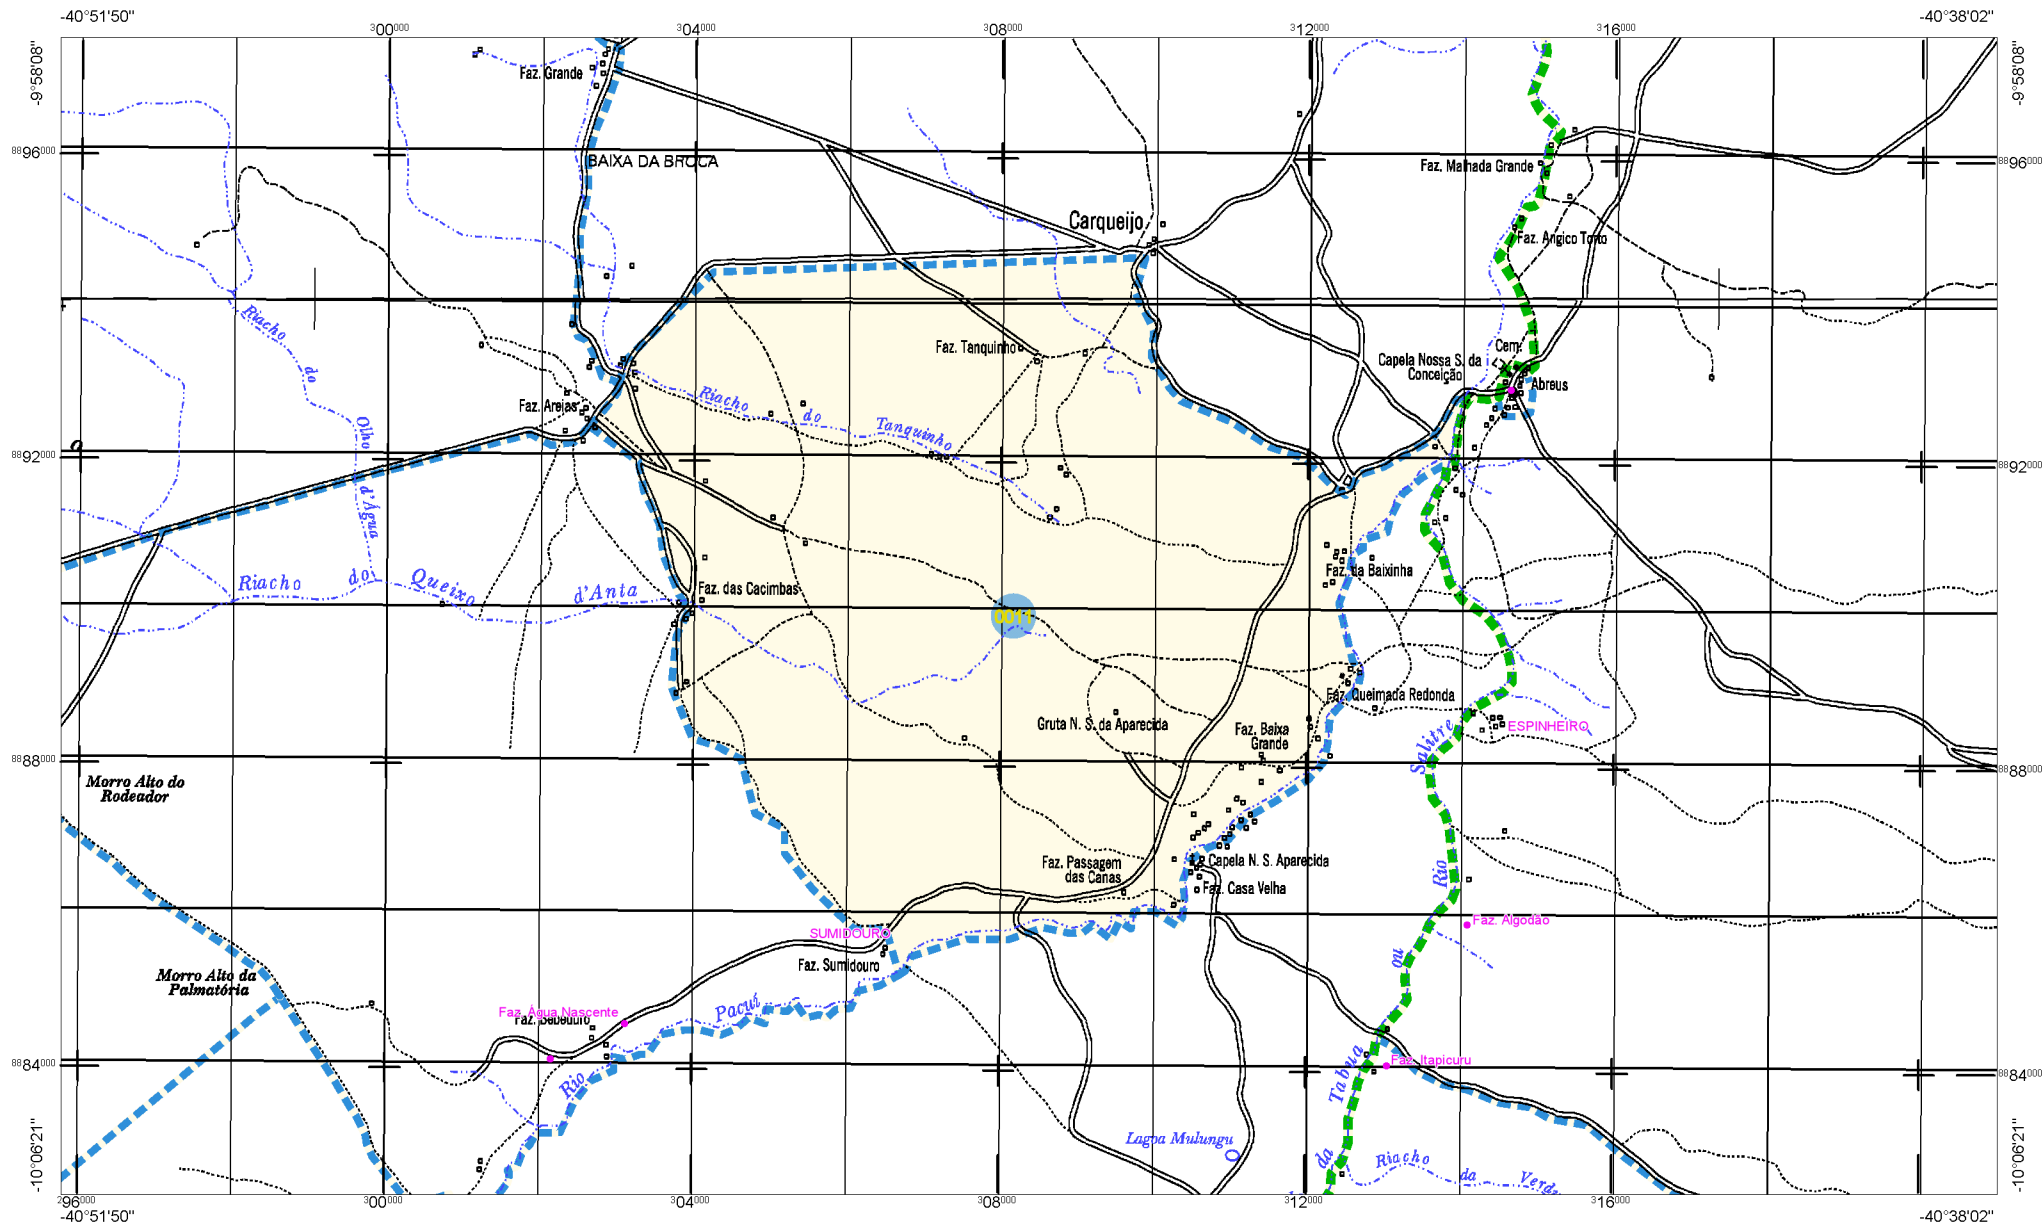 -40°51'50"
300000
304000
308000
312000
316000
-40°38'02"
-9°58'08"
-9°58'08"
Faz. Grande
8896000
8896000
BAIXA DA BROCA
Faz. Malhada Grande
Carqueijo
Faz. Angico Torto
Riacho
do
Olho
d'Água
Faz. Tanquinho
Cem.
Capela Nossa S. da
Conceição
Abreus
Faz. Areias
Riacho
do
Tanquinho
8892000
8892000
Riacho
do
Queixo
d'Anta
Faz. das Cacimbas
Faz. da Baixinha
0011
Faz. Queimada Redonda
Gruta N. S. da Aparecida
Faz. Baixa
Grande
ESPINHEIRO
Salitre
8888000
8888000
Morro Alto do
Rodeador
Faz. Passagem
das Canas
Capela N. S. Aparecida
Faz. Casa Velha
Rio
Faz. Algodão
SUMIDOURO
Faz. Sumidouro
ou
Morro Alto da
Palmatória
Faz. Água Nascente
Faz. Bebedouro
Pacuí
Rio
Faz. Itapicuru
Tabua
8884000
8884000
Lagoa Mulungu
da
Riacho
da
Verd
-10°06'21"
-10°06'21"
296000
300000
304000
308000
312000
316000
-40°51'50"
-40°38'02"